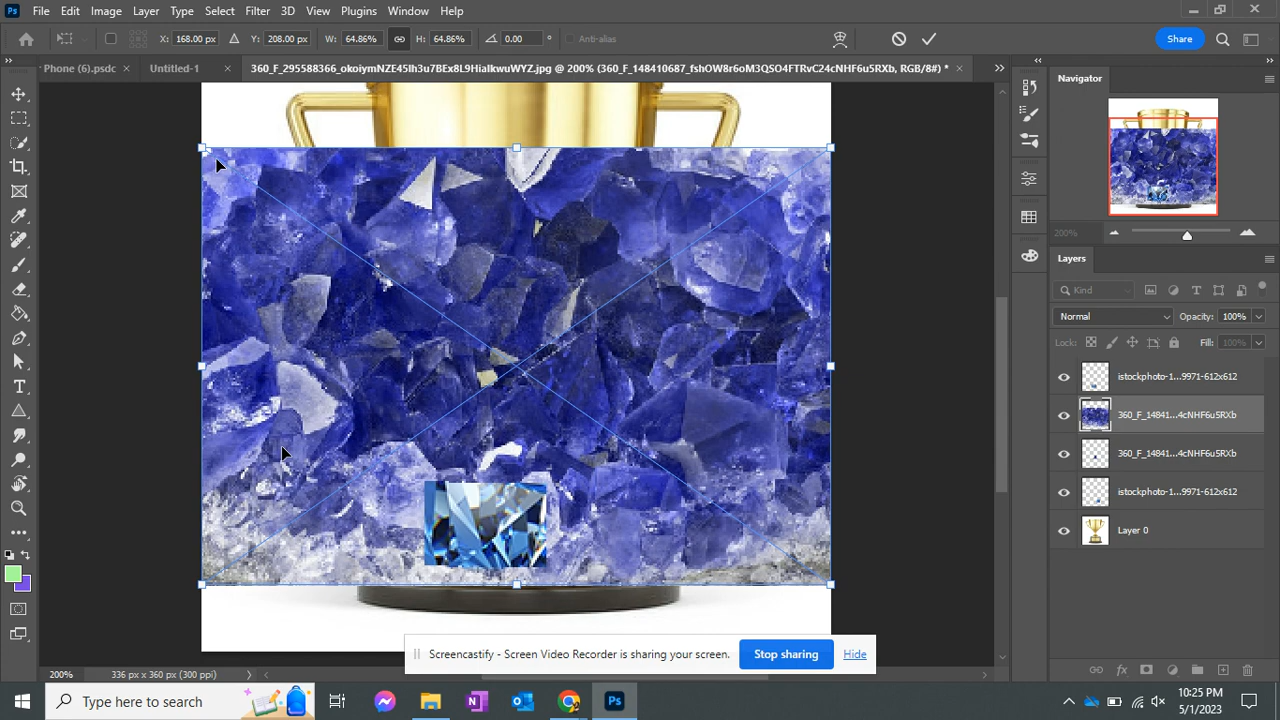 Ps File Edit Image Layer Type Select Filter 3D View Plugins Window Help
X: 168.00 px Y: 208.00 px W: 64.86% H: 64.86% 0.00 ° Anti-alias Share
Phone (6).psdc × Untitled-1 × 360_F_295588366_okoiymNZE45Ih3u7BEx8L9HialkwuWYZ.jpg @ 200% (360_F_148410687_fshOW8r6oM3QSO4FTRvC24cNHF6u5RXb, RGB/8#) * ×
Navigator
200%
Layers
Kind
Normal Opacity: 100%
Lock: Fill: 100%
istockphoto-1...9971-612x612
360_F_14841...4cNHF6u5RXb
360_F_14841...4cNHF6u5RXb
istockphoto-1...9971-612x612
Layer 0
Screencastify - Screen Video Recorder is sharing your screen. Stop sharing Hide
200% 336 px x 360 px (300 ppi)
Type here to search
10:25 PM
5/1/2023